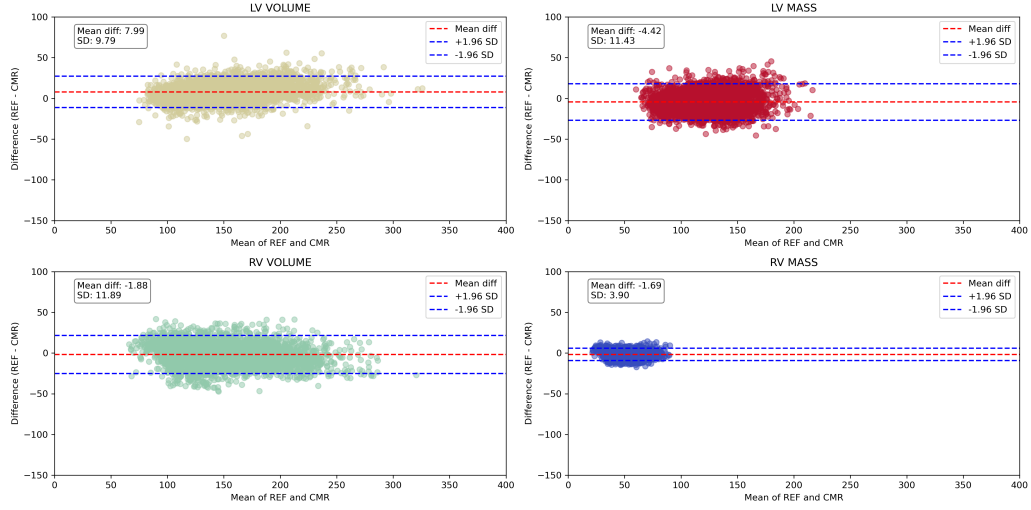 LV VOLUME
Mean diff: 7.99
SD: 9.79
Mean diff
+1.96 SD
-1.96 SD
100
50
0
−50
−100
−150
Difference (REF - CMR)
0 50 100 150 200 250 300 350 400
Mean of REF and CMR
LV MASS
Mean diff: -4.42
SD: 11.43
Mean diff
+1.96 SD
-1.96 SD
100
50
0
−50
−100
−150
Difference (REF - CMR)
0 50 100 150 200 250 300 350 400
Mean of REF and CMR
RV VOLUME
Mean diff: -1.88
SD: 11.89
Mean diff
+1.96 SD
-1.96 SD
100
50
0
−50
−100
−150
Difference (REF - CMR)
0 50 100 150 200 250 300 350 400
Mean of REF and CMR
RV MASS
Mean diff: -1.69
SD: 3.90
Mean diff
+1.96 SD
-1.96 SD
100
50
0
−50
−100
−150
Difference (REF - CMR)
0 50 100 150 200 250 300 350 400
Mean of REF and CMR